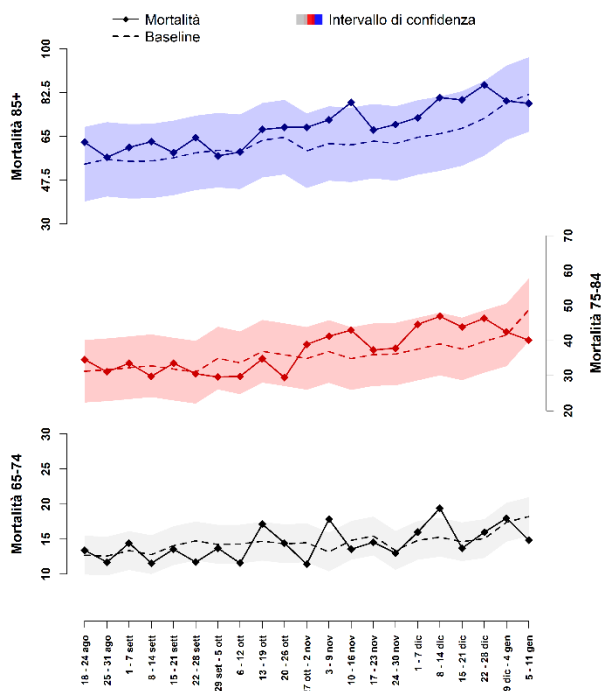 Mortalità
Baseline
Intervallo di confidenza
Mortalità 85+
100
82.5
65
47.5
30
Mortalità 75-84
70
60
50
40
30
20
Mortalità 65-74
30
25
20
15
10
18 - 24 ago
25 - 31 ago
1 - 7 sett
8 - 14 sett
15 - 21 sett
22 - 28 sett
29 set - 5 ott
6 - 12 ott
13 - 19 ott
20 - 26 ott
7 ott - 2 nov
3 - 9 nov
10 - 16 nov
17 - 23 nov
24 - 30 nov
1 - 7 dic
8 - 14 dic
15 - 21 dic
22 - 28 dic
9 dic - 4 gen
5 - 11 gen